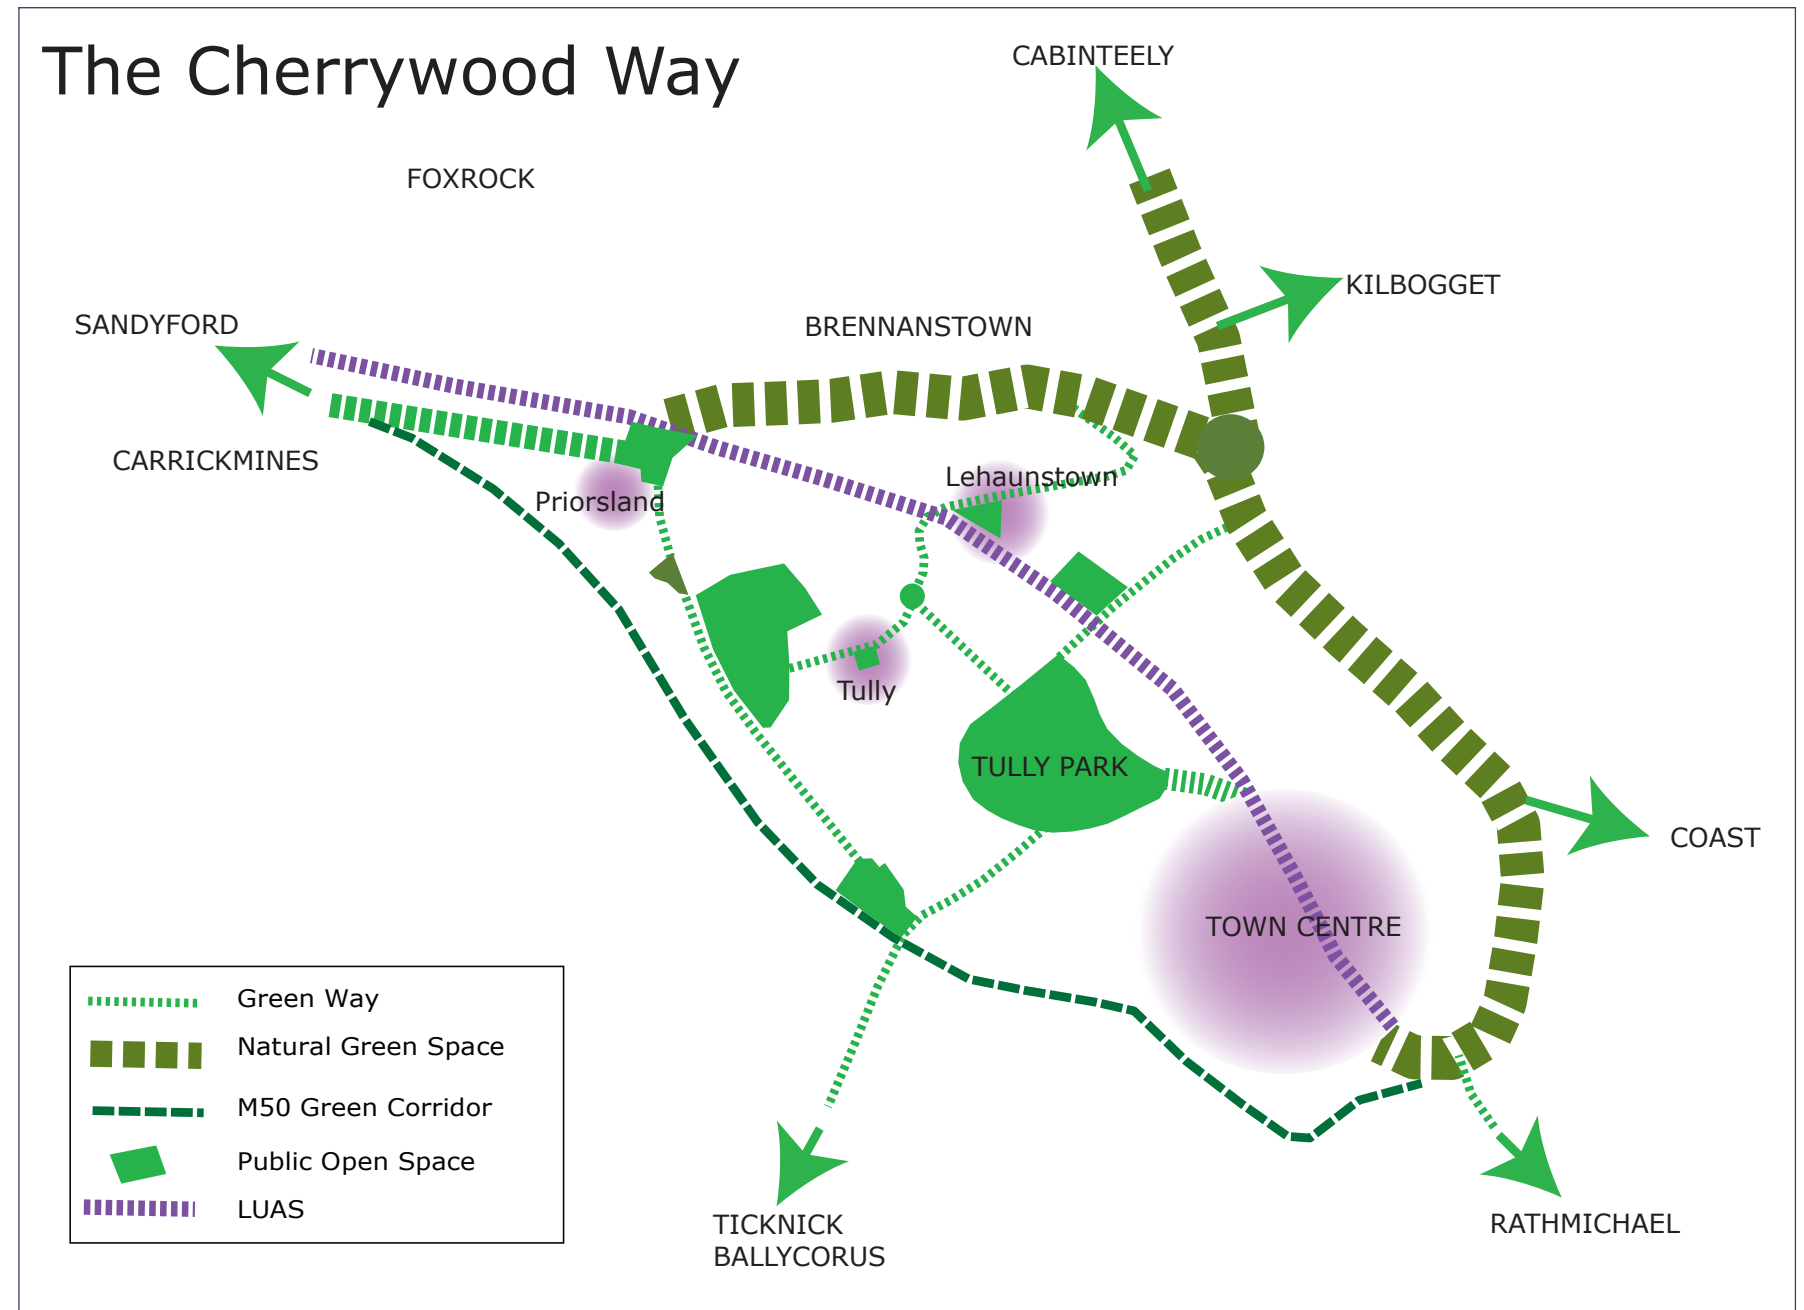 The Cherrywood Way
CABINTEELY
FOXROCK
KILBOGGET
SANDYFORD
BRENNANSTOWN
CARRICKMINES
Lehaunstown
Priorsland
Tully
TULLY PARK
COAST
TOWN CENTRE
Green Way
Natural Green Space
M50 Green Corridor
Public Open Space
LUAS
TICKNICK
BALLYCORUS
RATHMICHAEL